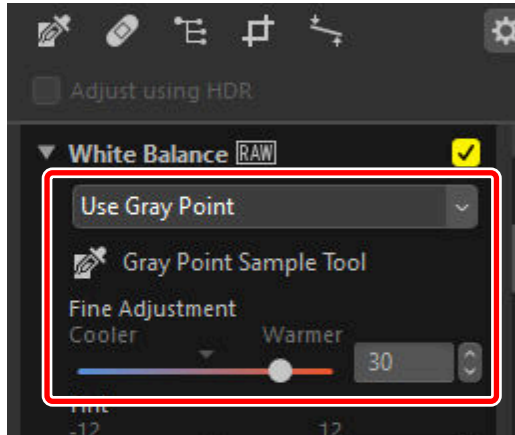 Adjust using HDR
White Balance RAW
Use Gray Point
Gray Point Sample Tool
Fine Adjustment
Cooler Warmer
30
Tint
-12 12